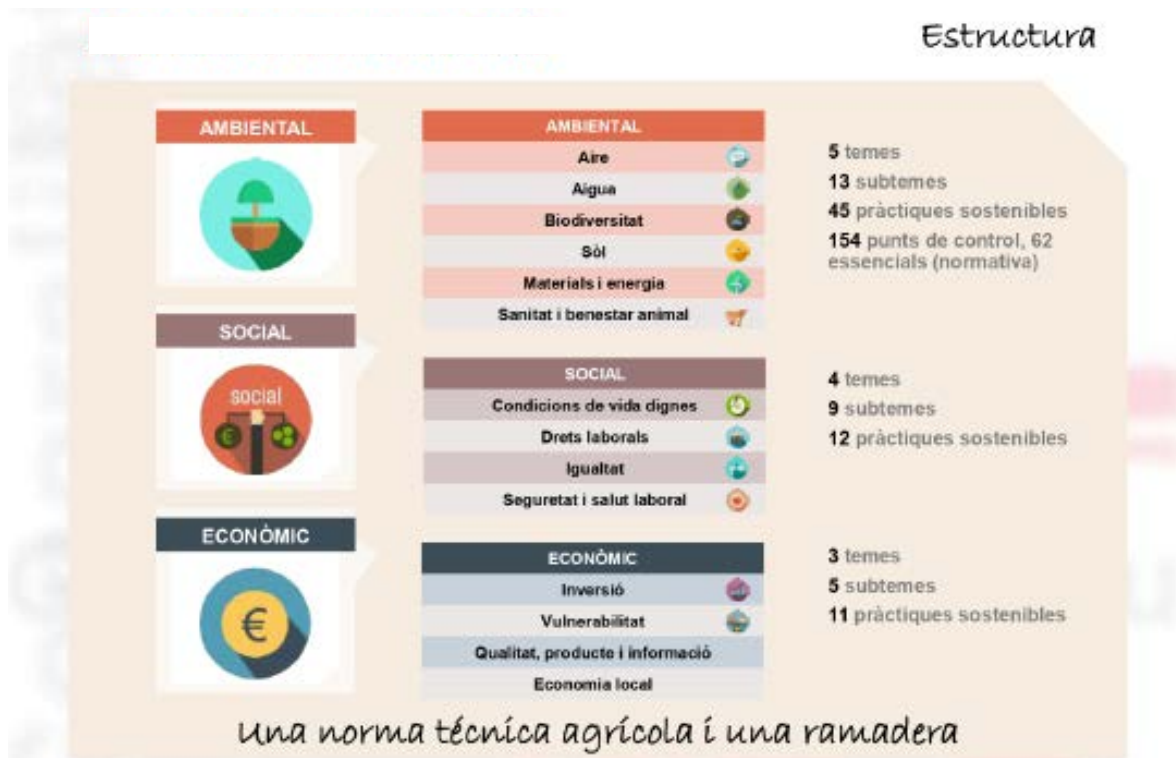 Estructura
AMBIENTAL
AMBIENTAL
Aire
Aigua
Biodiversitat
Sòl
Materials i energia
Sanitat i benestar animal
5 temes
13 subtemes
45 pràctiques sostenibles
154 punts de control, 62
essencials (normativa)
SOCIAL
social
SOCIAL
Condicions de vida dignes
Drets laborals
Igualtat
Seguretat i salut laboral
4 temes
9 subtemes
12 pràctiques sostenibles
ECONÒMIC
€
ECONÒMIC
Inversió
Vulnerabilitat
Qualitat, producte i informació
Economia local
3 temes
5 subtemes
11 pràctiques sostenibles
Una norma técnica agrícola i una ramadera